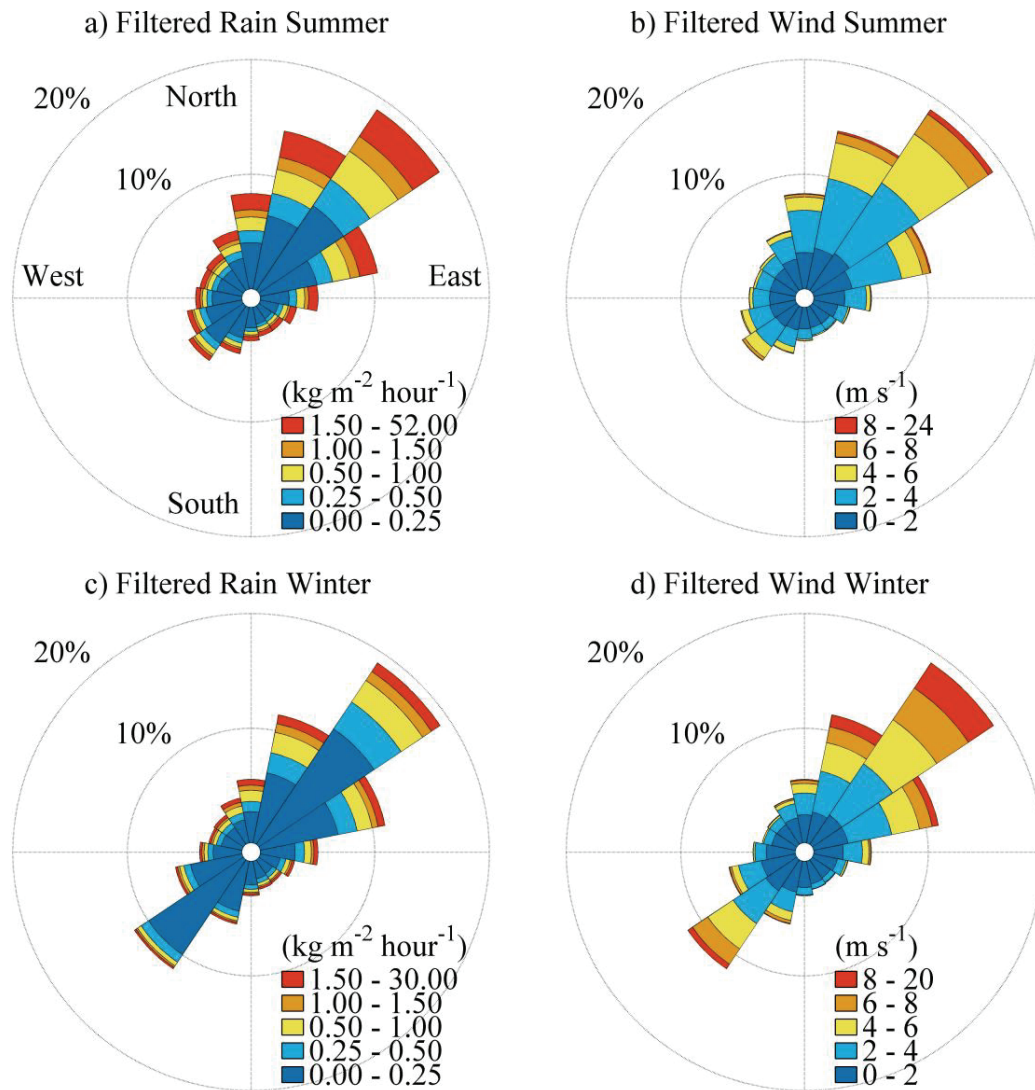 a) Filtered Rain Summer
20%
North
10%
West
East
South
(kg m⁻² hour⁻¹)
1.50 - 52.00
1.00 - 1.50
0.50 - 1.00
0.25 - 0.50
0.00 - 0.25
b) Filtered Wind Summer
20%
10%
(m s⁻¹)
8 - 24
6 - 8
4 - 6
2 - 4
0 - 2
c) Filtered Rain Winter
20%
10%
(kg m⁻² hour⁻¹)
1.50 - 30.00
1.00 - 1.50
0.50 - 1.00
0.25 - 0.50
0.00 - 0.25
d) Filtered Wind Winter
20%
10%
(m s⁻¹)
8 - 20
6 - 8
4 - 6
2 - 4
0 - 2